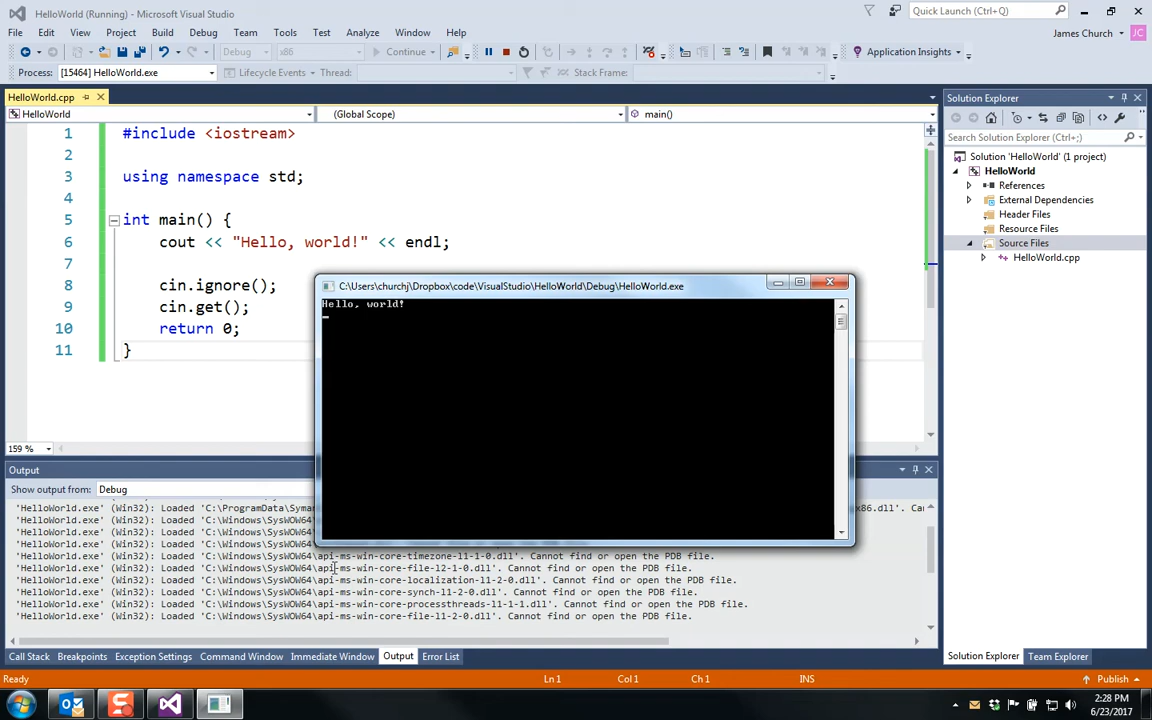 HelloWorld (Running) - Microsoft Visual Studio
Quick Launch (Ctrl+Q)
File Edit View Project Build Debug Team Tools Test Analyze Window Help
James Church JC
Debug x86 Continue Application Insights
Process: [15464] HelloWorld.exe Lifecycle Events Thread: Stack Frame:
HelloWorld.cpp
HelloWorld (Global Scope) main()
1 #include <iostream>
2
3 using namespace std;
4
5 int main() {
6 cout << "Hello, world!" << endl;
7
8 cin.ignore();
9 cin.get();
10 return 0;
11 }
159 %
C:\Users\churchj\Dropbox\code\VisualStudio\HelloWorld\Debug\HelloWorld.exe
Hello, world!
Solution Explorer
Search Solution Explorer (Ctrl+;)
Solution 'HelloWorld' (1 project)
HelloWorld
References
External Dependencies
Header Files
Resource Files
Source Files
HelloWorld.cpp
Output
Show output from: Debug
'HelloWorld.exe' (Win32): Loaded 'C:\ProgramData\Syman x86.dll'. Ca
'HelloWorld.exe' (Win32): Loaded 'C:\Windows\SysWOW64
'HelloWorld.exe' (Win32): Loaded 'C:\Windows\SysWOW64
'HelloWorld.exe' (Win32): Loaded 'C:\Windows\SysWOW64
'HelloWorld.exe' (Win32): Loaded 'C:\Windows\SysWOW64\api-ms-win-core-timezone-l1-1-0.dll'. Cannot find or open the PDB file.
'HelloWorld.exe' (Win32): Loaded 'C:\Windows\SysWOW64\api-ms-win-core-file-l2-1-0.dll'. Cannot find or open the PDB file.
'HelloWorld.exe' (Win32): Loaded 'C:\Windows\SysWOW64\api-ms-win-core-localization-l1-2-0.dll'. Cannot find or open the PDB file.
'HelloWorld.exe' (Win32): Loaded 'C:\Windows\SysWOW64\api-ms-win-core-synch-l1-2-0.dll'. Cannot find or open the PDB file.
'HelloWorld.exe' (Win32): Loaded 'C:\Windows\SysWOW64\api-ms-win-core-processthreads-l1-1-1.dll'. Cannot find or open the PDB file.
'HelloWorld.exe' (Win32): Loaded 'C:\Windows\SysWOW64\api-ms-win-core-file-l1-2-0.dll'. Cannot find or open the PDB file.
Call Stack Breakpoints Exception Settings Command Window Immediate Window Output Error List
Solution Explorer Team Explorer
Ready Ln 1 Col 1 Ch 1 INS Publish
2:28 PM
6/23/2017